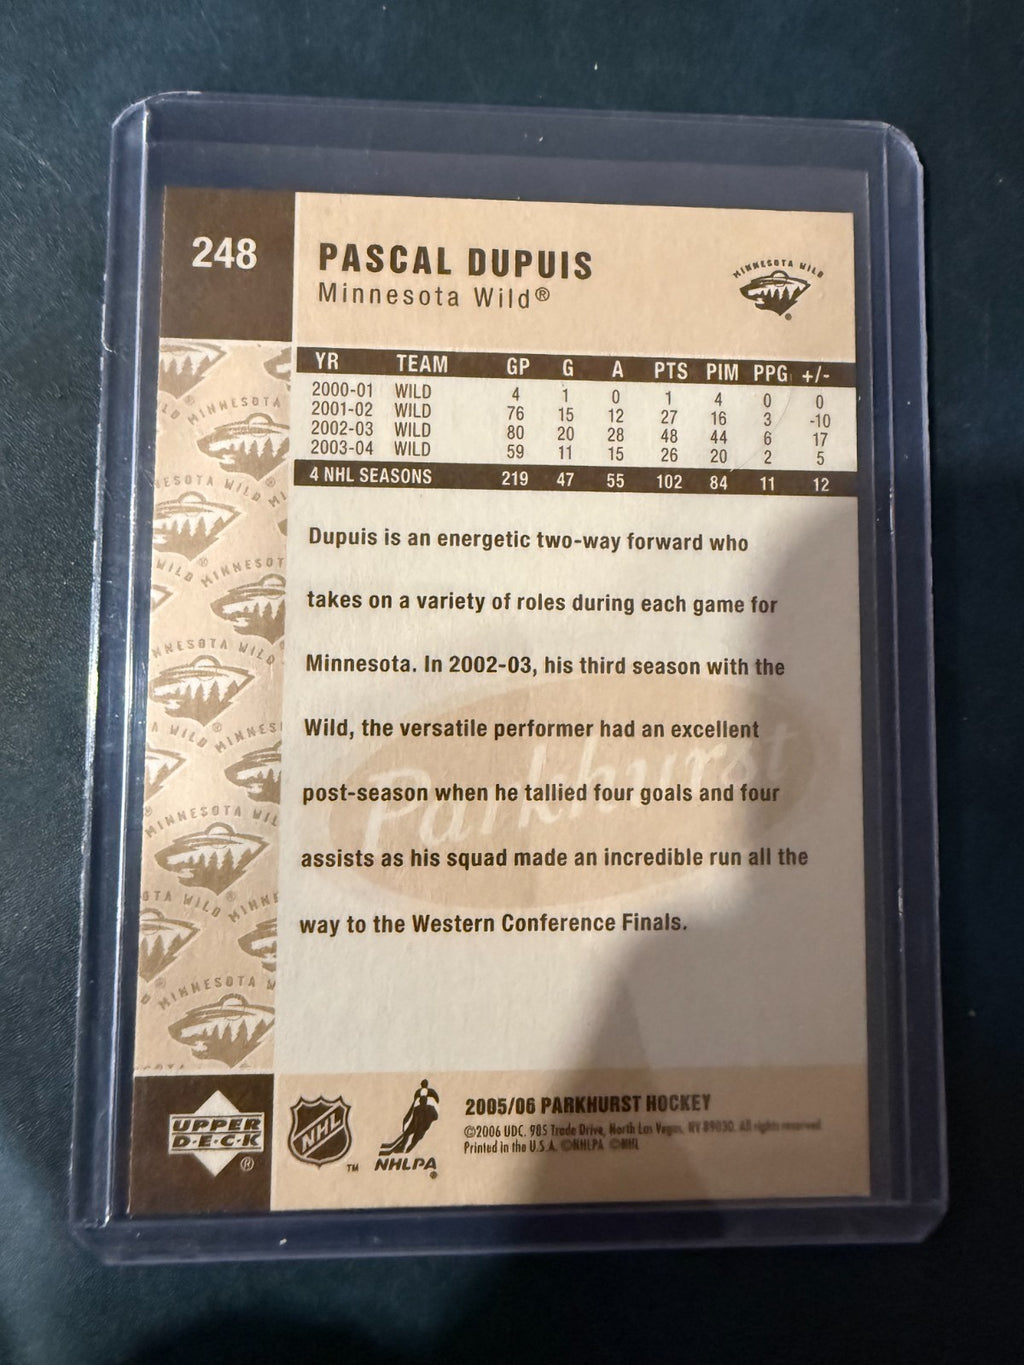 248
PASCAL DUPUIS
Minnesota Wild®
MINNESOTA WILD
YR TEAM GP G A PTS PIM PPG +/-
2000-01 WILD 4 1 0 1 4 0 0
2001-02 WILD 76 15 12 27 16 3 -10
2002-03 WILD 80 20 28 48 44 6 17
2003-04 WILD 59 11 15 26 20 2 5
4 NHL SEASONS 219 47 55 102 84 11 12
Dupuis is an energetic two-way forward who
takes on a variety of roles during each game for
Minnesota. In 2002-03, his third season with the
Wild, the versatile performer had an excellent
post-season when he tallied four goals and four
assists as his squad made an incredible run all the
way to the Western Conference Finals.
Parkhurst
UPPER
D·E·C·K
®
NHL
TM
NHLPA
®
2005/06 PARKHURST HOCKEY
©2006 UDC. 985 Trade Drive, North Las Vegas, NV 89030. All rights reserved.
Printed in the U.S.A. ©NHLPA ©NHL